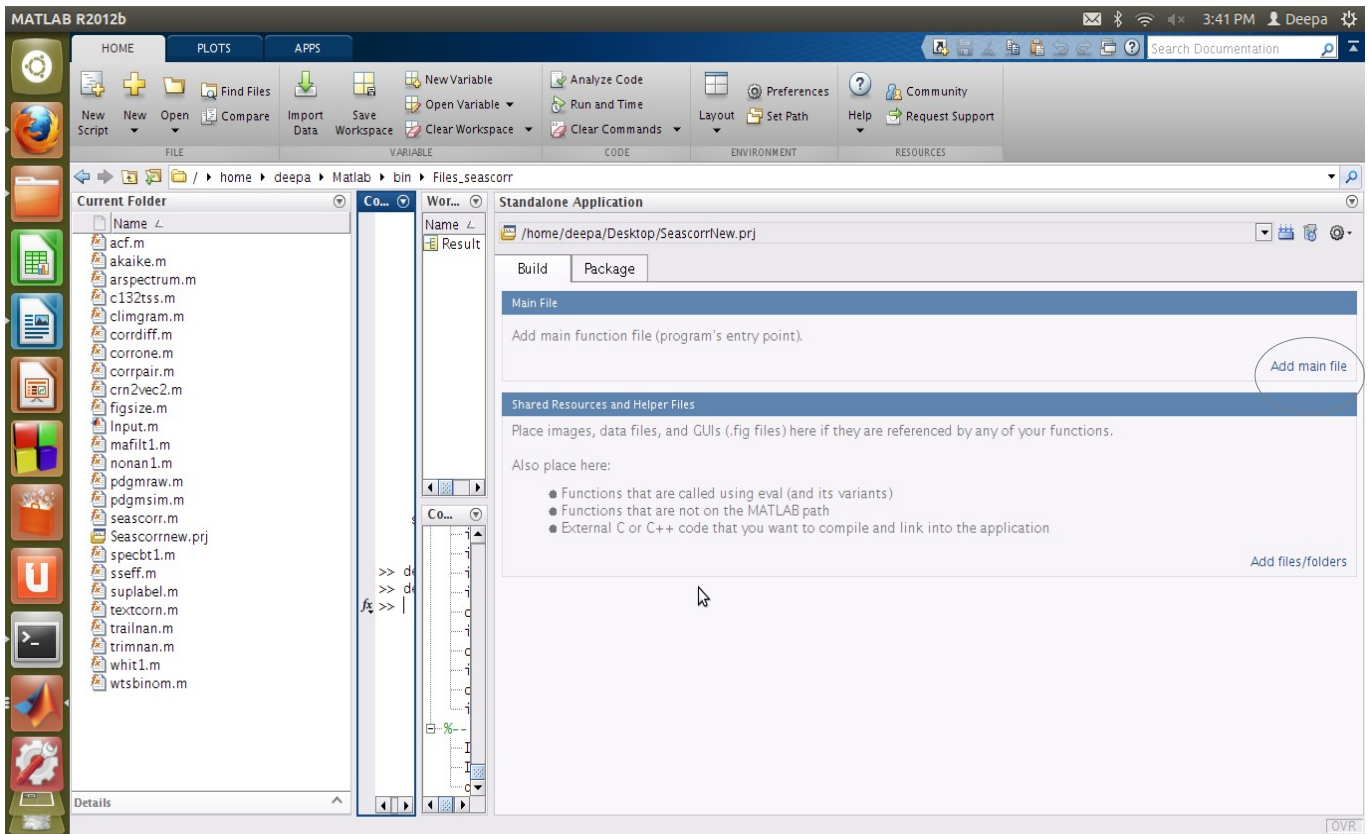 MATLAB R2012b
3:41 PM Deepa
HOME PLOTS APPS
Search Documentation
New Script
New
Open
Find Files
Compare
FILE
Import Data
Save Workspace
New Variable
Open Variable
Clear Workspace
VARIABLE
Analyze Code
Run and Time
Clear Commands
CODE
Layout
Preferences
Set Path
ENVIRONMENT
Help
Community
Request Support
RESOURCES
/ home deepa Matlab bin Files_seascorr
Current Folder
Name
acf.m
akaike.m
arspectrum.m
c132tss.m
climgram.m
corrdiff.m
corrone.m
corrpair.m
crn2vec2.m
figsize.m
Input.m
mafilt1.m
nonan1.m
pdgmraw.m
pdgmsim.m
seascorr.m
Seascorrnew.prj
specbt1.m
sseff.m
suplabel.m
textcorn.m
trailnan.m
trimnan.m
whit1.m
wtsbinom.m
Details
Co...
s
>> de
>> de
fx >>
Wor...
Name
Result
Co...
%--
Standalone Application
/home/deepa/Desktop/SeascorrNew.prj
Build Package
Main File
Add main function file (program's entry point).
Add main file
Shared Resources and Helper Files
Place images, data files, and GUIs (.fig files) here if they are referenced by any of your functions.
Also place here:
Functions that are called using eval (and its variants)
Functions that are not on the MATLAB path
External C or C++ code that you want to compile and link into the application
Add files/folders
OVR